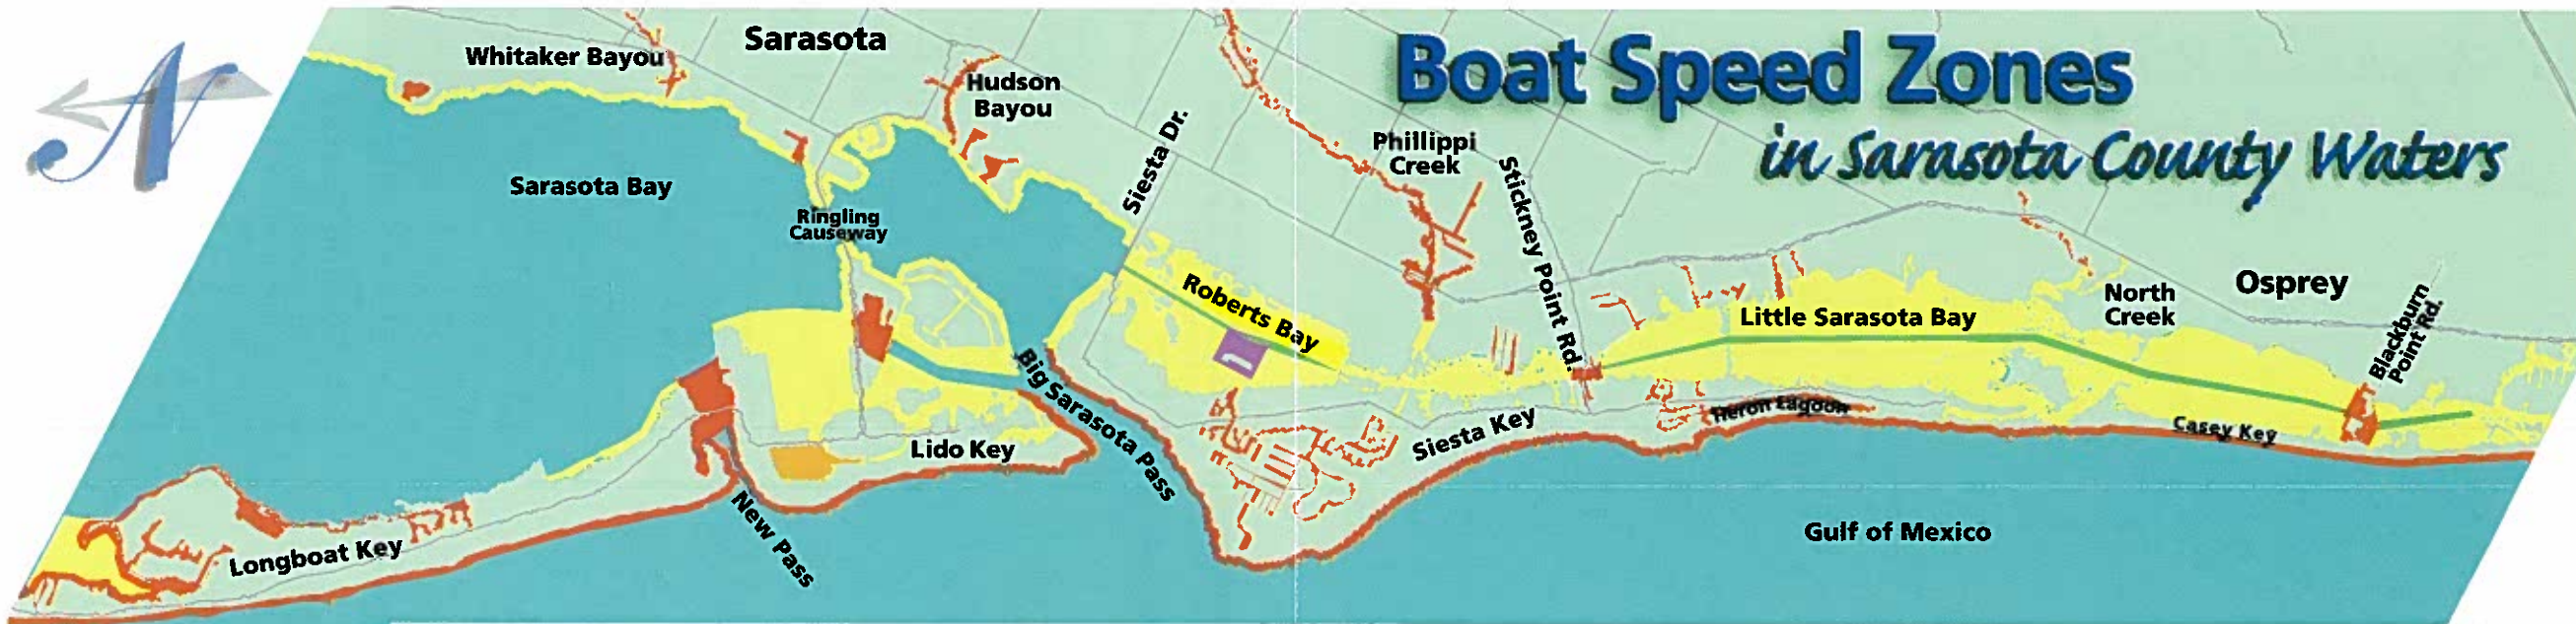 Boat Speed Zones
in Sarasota County Waters
Whitaker Bayou
Sarasota
Hudson
Bayou
Sarasota Bay
Ringling
Causeway
Siesta Dr.
Phillippi
Creek
Stickney Point Rd.
Roberts Bay
Little Sarasota Bay
North
Creek
Osprey
Blackburn
Point Rd.
Big Sarasota Pass
Lido Key
Siesta Key
Heron Lagoon
Casey Key
New Pass
Longboat Key
Gulf of Mexico